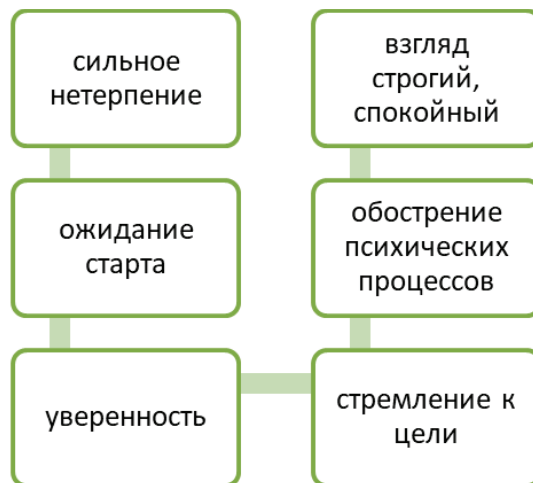 сильное
нетерпение
ожидание
старта
уверенность
стремление к
цели
обострение
психических
процессов
взгляд
строгий,
спокойный